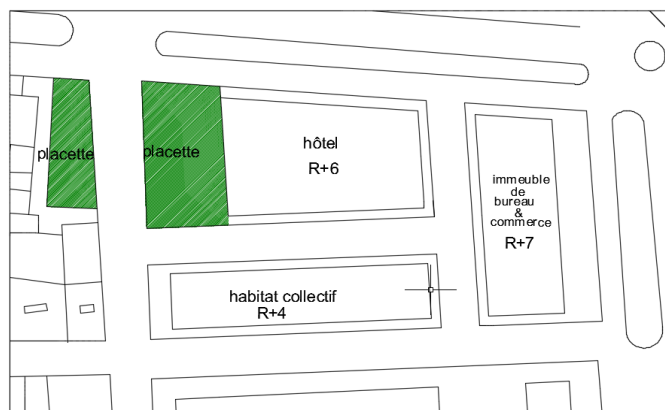 placette
placette
hôtel
R+6
immeuble
de
bureau
&
commerce
R+7
habitat collectif
R+4